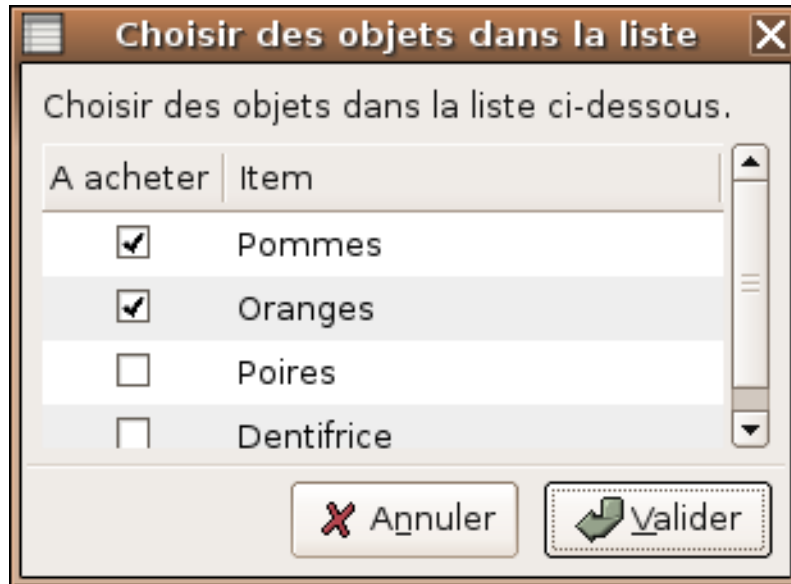 Choisir des objets dans la liste
Choisir des objets dans la liste ci-dessous.
A acheter Item
Pommes
Oranges
Poires
Dentifrice
Annuler Valider